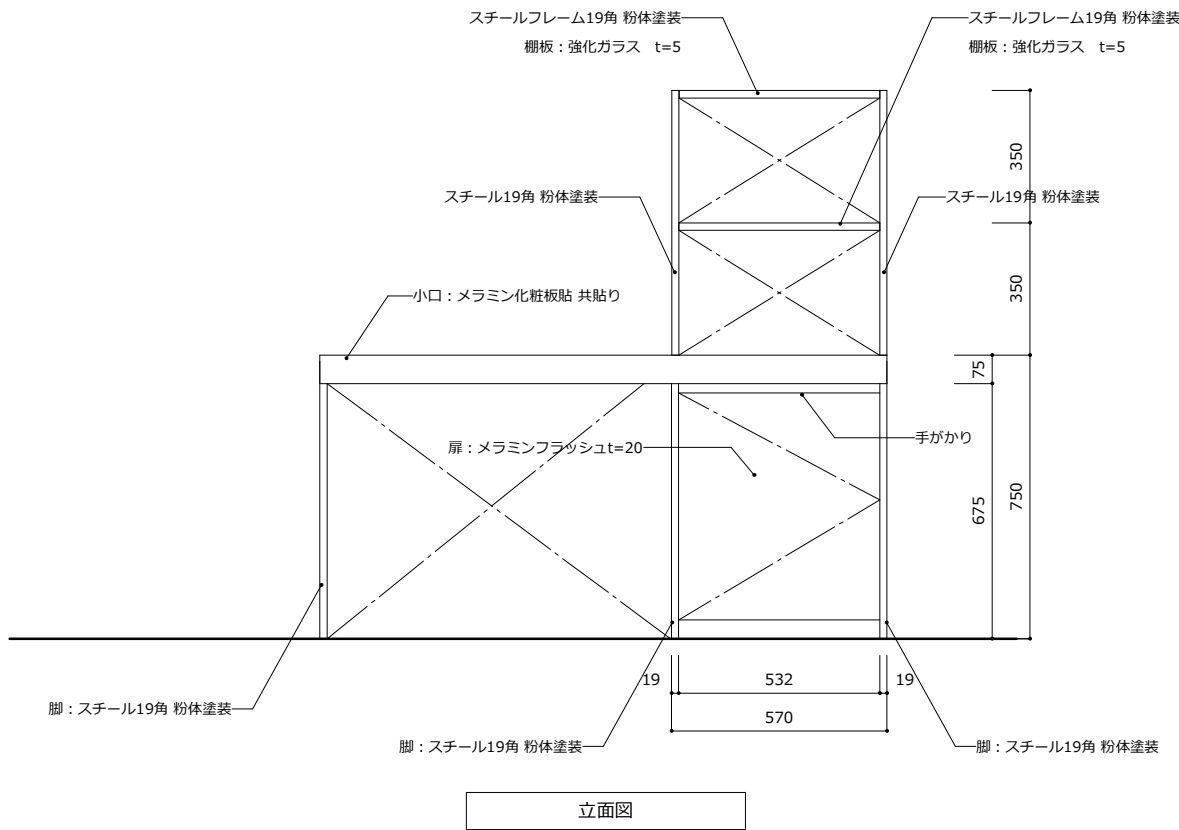 スチールフレーム19角 粉体塗装
棚板：強化ガラス　t=5
スチールフレーム19角 粉体塗装
棚板：強化ガラス　t=5
350
スチール19角 粉体塗装
スチール19角 粉体塗装
350
小口：メラミン化粧板貼 共貼り
75
手がかり
扉：メラミンフラッシュt=20
675
750
19
532
19
570
脚：スチール19角 粉体塗装
脚：スチール19角 粉体塗装
脚：スチール19角 粉体塗装
立面図